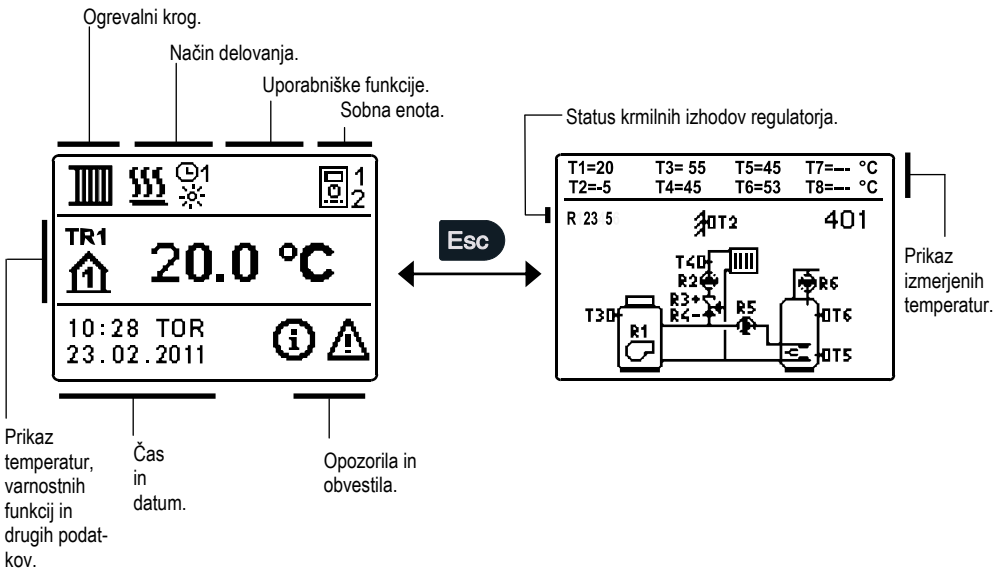 Ogrevalni krog.
Način delovanja.
Uporabniške funkcije.
Sobna enota.
1
1
2
TR1
1
20.0 °C
10:28 TOR
23.02.2011
Prikaz
temperatur,
varnostnih
funkcij in
drugih podat-
kov.
Čas
in
datum.
Opozorila in
obvestila.
Esc
Status krmilnih izhodov regulatorja.
T1=20 T3= 55 T5=45 T7=--- °C
T2=-5 T4=45 T6=53 T8=--- °C
R 23 5
401
T2
T4
R2
R3+
R4-
R5
R6
T3
R1
T6
T5
Prikaz
izmerjenih
temperatur.